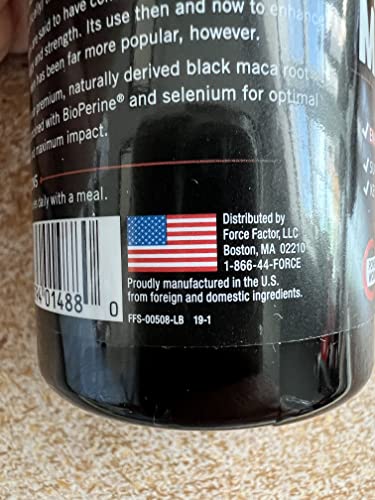 said to have
Its use then and now to enhance
and strength.
has been far more popular, however.
premium, naturally derived black maca root
with BioPerine® and selenium for optimal
and maximum impact.
daily with a meal.
Distributed by
Force Factor, LLC
Boston, MA 02210
1-866-44-FORCE
Proudly manufactured in the U.S.
from foreign and domestic ingredients.
01488 0
FFS-00508-LB 19-1
M